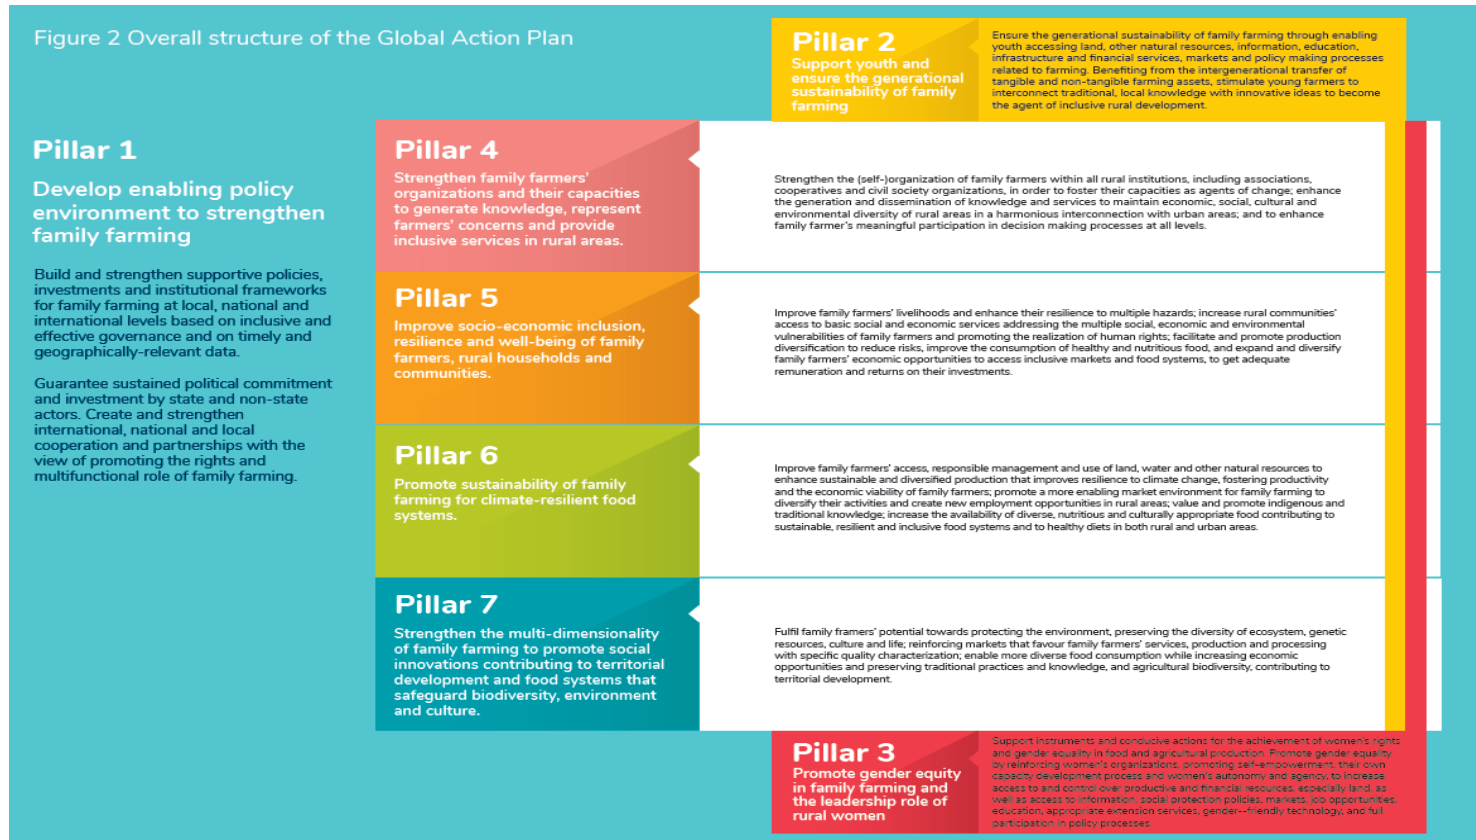 Figure 2 Overall structure of the Global Action Plan
Pillar 2
Support youth and
ensure the generational
sustainability of family
farming
Ensure the generational sustainability of family farming through enabling
youth accessing land, other natural resources, information, education,
infrastructure and financial services, markets and policy making processes
related to farming. Benefiting from the intergenerational transfer of
tangible and non-tangible farming assets, stimulate young farmers to
interconnect traditional, local knowledge with innovative ideas to become
the agent of inclusive rural development.
Pillar 1
Develop enabling policy
environment to strengthen
family farming
Build and strengthen supportive policies,
investments and institutional frameworks
for family farming at local, national and
international levels based on inclusive and
effective governance and on timely and
geographically-relevant data.
Guarantee sustained political commitment
and investment by state and non-state
actors. Create and strengthen
international, national and local
cooperation and partnerships with the
view of promoting the rights and
multifunctional role of family farming.
Pillar 4
Strengthen family farmers'
organizations and their capacities
to generate knowledge, represent
farmers' concerns and provide
inclusive services in rural areas.
Strengthen the (self-)organization of family farmers within all rural institutions, including associations,
cooperatives and civil society organizations, in order to foster their capacities as agents of change; enhance
the generation and dissemination of knowledge and services to maintain economic, social, cultural and
environmental diversity of rural areas in a harmonious interconnection with urban areas; and to enhance
family farmer's meaningful participation in decision making processes at all levels.
Pillar 5
Improve socio-economic inclusion,
resilience and well-being of family
farmers, rural households and
communities.
Improve family farmers' livelihoods and enhance their resilience to multiple hazards; increase rural communities'
access to basic social and economic services addressing the multiple social, economic and environmental
vulnerabilities of family farmers and promoting the realization of human rights; facilitate and promote production
diversification to reduce risks, improve the consumption of healthy and nutritious food, and expand and diversify
family farmers' economic opportunities to access inclusive markets and food systems, to get adequate
remuneration and returns on their investments.
Pillar 6
Promote sustainability of family
farming for climate-resilient food
systems.
Improve family farmers' access, responsible management and use of land, water and other natural resources to
enhance sustainable and diversified production that improves resilience to climate change, fostering productivity
and the economic viability of family farmers; promote a more enabling market environment for family farming to
diversify their activities and create new employment opportunities in rural areas; value and promote indigenous and
traditional knowledge; increase the availability of diverse, nutritious and culturally appropriate food contributing to
sustainable, resilient and inclusive food systems and to healthy diets in both rural and urban areas.
Pillar 7
Strengthen the multi-dimensionality
of family farming to promote social
innovations contributing to territorial
development and food systems that
safeguard biodiversity, environment
and culture.
Fulfil family framers' potential towards protecting the environment, preserving the diversity of ecosystem, genetic
resources, culture and life; reinforcing markets that favour family farmers' services, production and processing
with specific quality characterization; enable more diverse food consumption while increasing economic
opportunities and preserving traditional practices and knowledge, and agricultural biodiversity, contributing to
territorial development.
Pillar 3
Promote gender equity
in family farming and
the leadership role of
rural women
Support instruments and conducive actions for the achievement of women's rights
and gender equality in food and agricultural production. Promote gender equality
by reinforcing women's organizations, promoting self-empowerment, their own
capacity development process and women's autonomy and agency, to increase
access to and control over productive and financial resources, especially land, as
well as access to information, social protection policies, markets, job opportunities,
education, appropriate extension services, gender--friendly technology, and full
participation in policy processes.